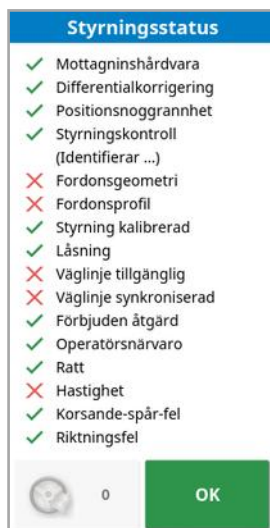 Styrningsstatus
Mottagninshårdvara
Differentialkorrigering
Positionsnoggrannhet
Styrningskontroll
(Identifierar ...)
Fordonsgeometri
Fordonsprofil
Styrning kalibrerad
Låsning
Väglinje tillgänglig
Väglinje synkroniserad
Förbjuden åtgärd
Operatörsnärvaro
Ratt
Hastighet
Korsande-spår-fel
Riktningsfel
0
OK